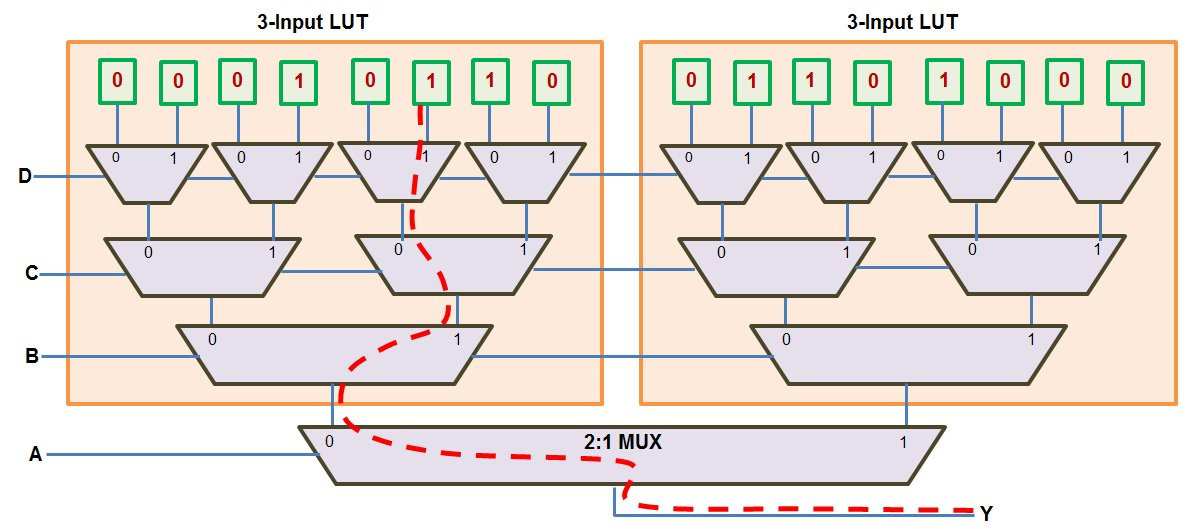 3-Input LUT 3-Input LUT
0 0 0 1 0 1 1 0 0 1 1 0 1 0 0 0
0 1 0 1 0 1 0 1 0 1 0 1 0 1 0 1
D
0 1 0 1 0 1 0 1
C
0 1 0 1
B
0 2:1 MUX 1
A
Y